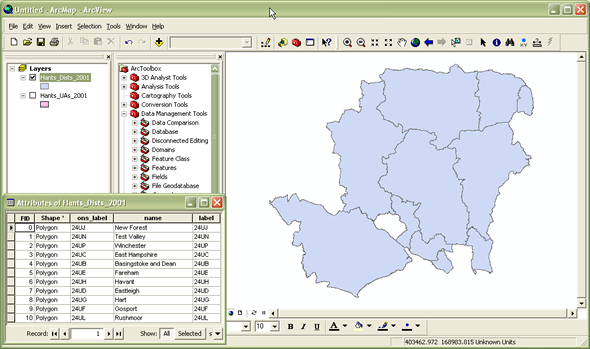 Untitled - ArcMap - ArcView
File Edit View Insert Selection Tools Window Help
Layers
Hants_Dists_2001
Hants_UAs_2001
ArcToolbox
3D Analyst Tools
Analysis Tools
Cartography Tools
Conversion Tools
Data Management Tools
Data Comparison
Database
Disconnected Editing
Domains
Feature Class
Features
Fields
File Geodatabase
Attributes of Hants_Dists_2001
FID Shape * ons_label name label
0 Polygon 24UJ New Forest 24UJ
1 Polygon 24UN Test Valley 24UN
2 Polygon 24UP Winchester 24UP
3 Polygon 24UC East Hampshire 24UC
4 Polygon 24UB Basingstoke and Dean 24UB
5 Polygon 24UE Fareham 24UE
6 Polygon 24UH Havant 24UH
7 Polygon 24UD Eastleigh 24UD
8 Polygon 24UG Hart 24UG
9 Polygon 24UF Gosport 24UF
10 Polygon 24UL Rushmoor 24UL
Record: 1 Show: All Selected s
10 B I U A A
403462.972 168983.815 Unknown Units